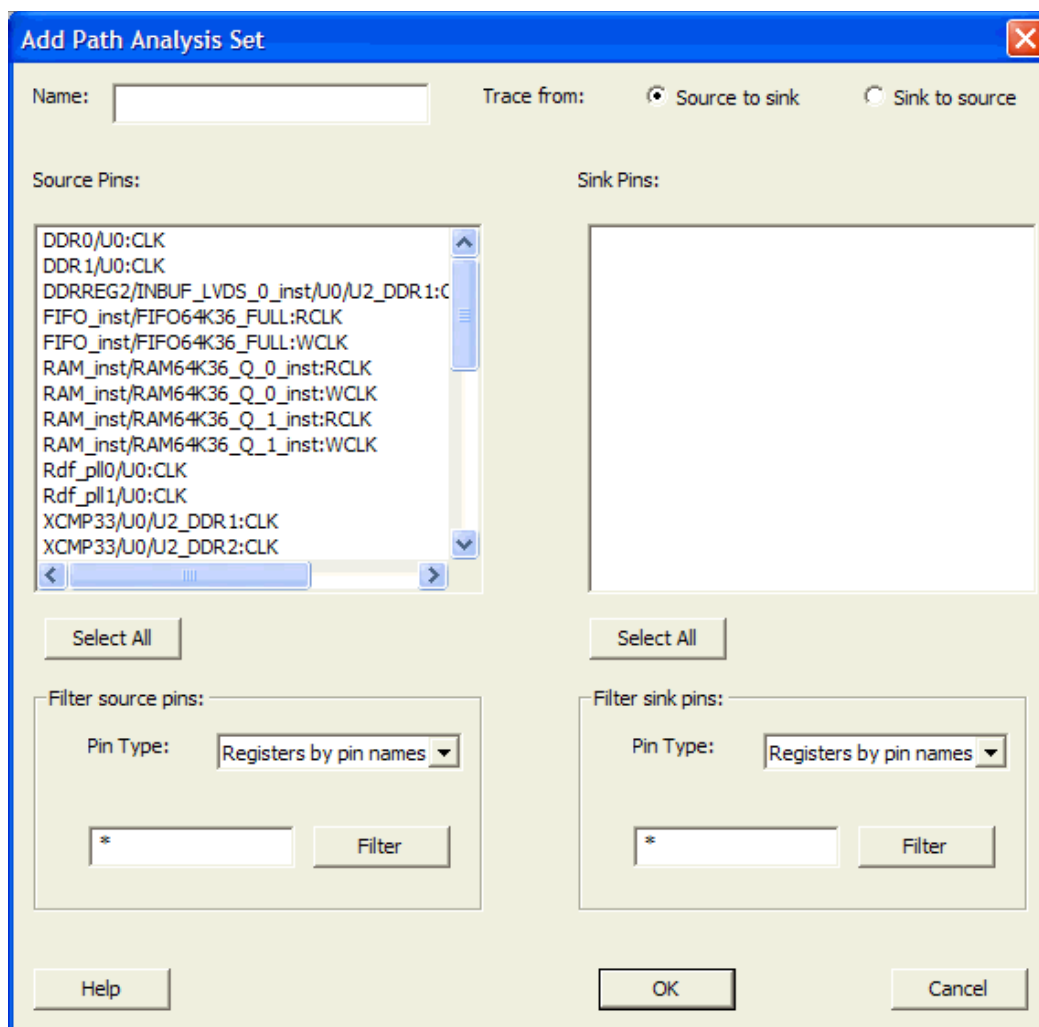 Add Path Analysis Set
Name:
Trace from:
Source to sink
Sink to source
Source Pins:
Sink Pins:
DDR0/U0:CLK
DDR1/U0:CLK
DDRREG2/INBUF_LVDS_0_inst/U0/U2_DDR1:C
FIFO_inst/FIFO64K36_FULL:RCLK
FIFO_inst/FIFO64K36_FULL:WCLK
RAM_inst/RAM64K36_Q_0_inst:RCLK
RAM_inst/RAM64K36_Q_0_inst:WCLK
RAM_inst/RAM64K36_Q_1_inst:RCLK
RAM_inst/RAM64K36_Q_1_inst:WCLK
Rdf_pll0/U0:CLK
Rdf_pll1/U0:CLK
XCMP33/U0/U2_DDR1:CLK
XCMP33/U0/U2_DDR2:CLK
Select All
Select All
Filter source pins:
Pin Type:
Registers by pin names
*
Filter
Filter sink pins:
Pin Type:
Registers by pin names
*
Filter
Help
OK
Cancel